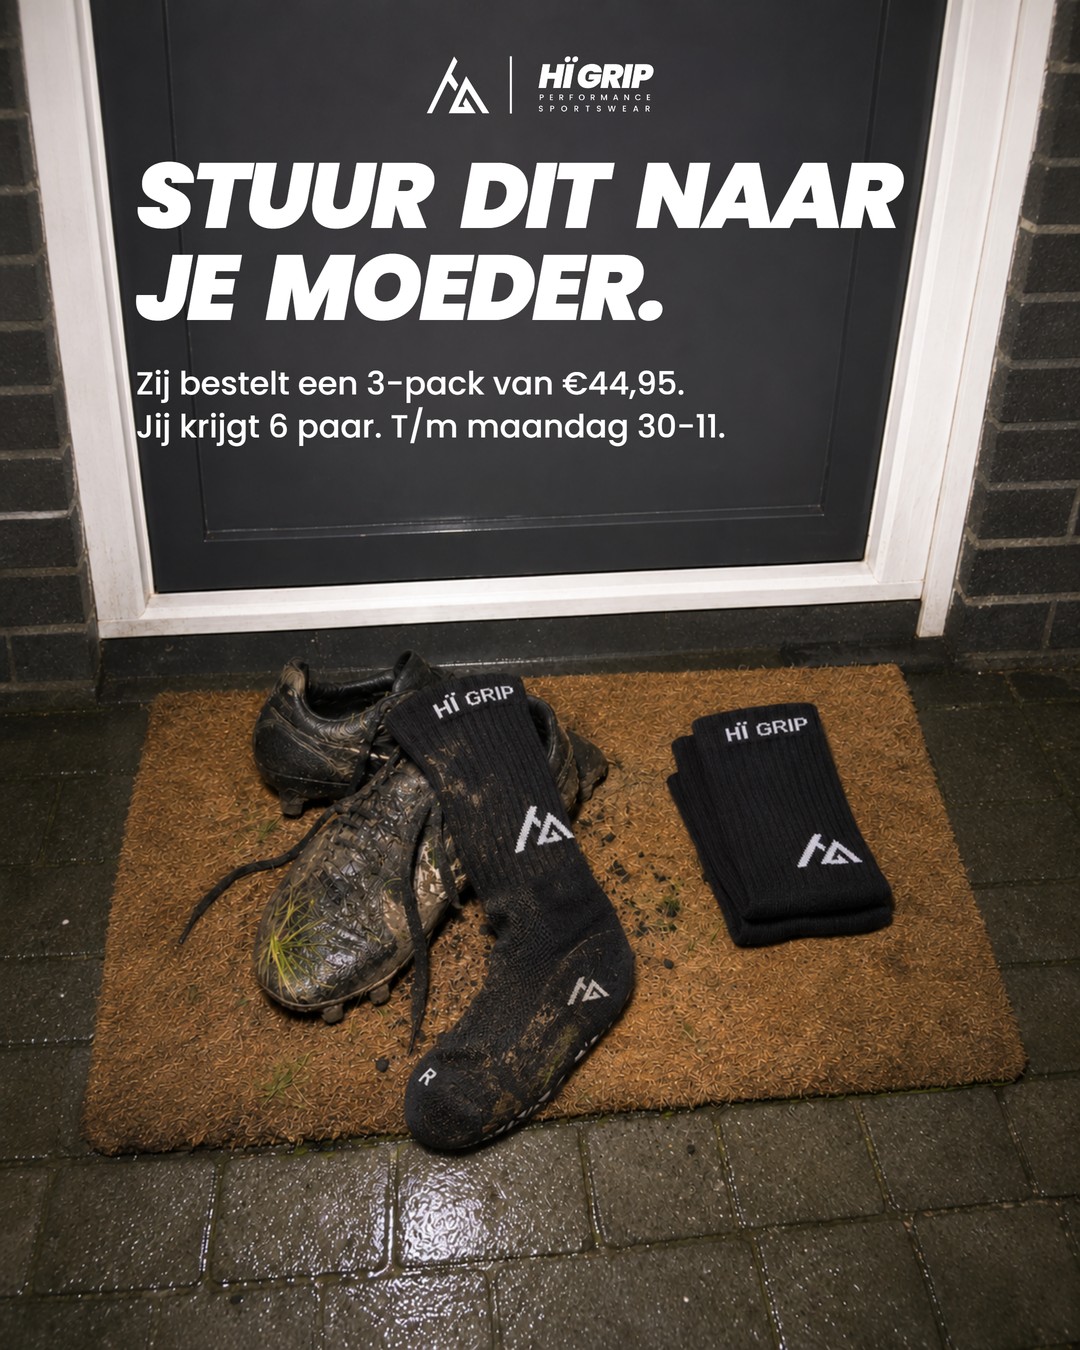 HÏ GRIP
PERFORMANCE
SPORTSWEAR
STUUR DIT NAAR
JE MOEDER.
Zij bestelt een 3-pack van €44,95.
Jij krijgt 6 paar. T/m maandag 30-11.
HÏ GRIP
HÏ GRIP
R